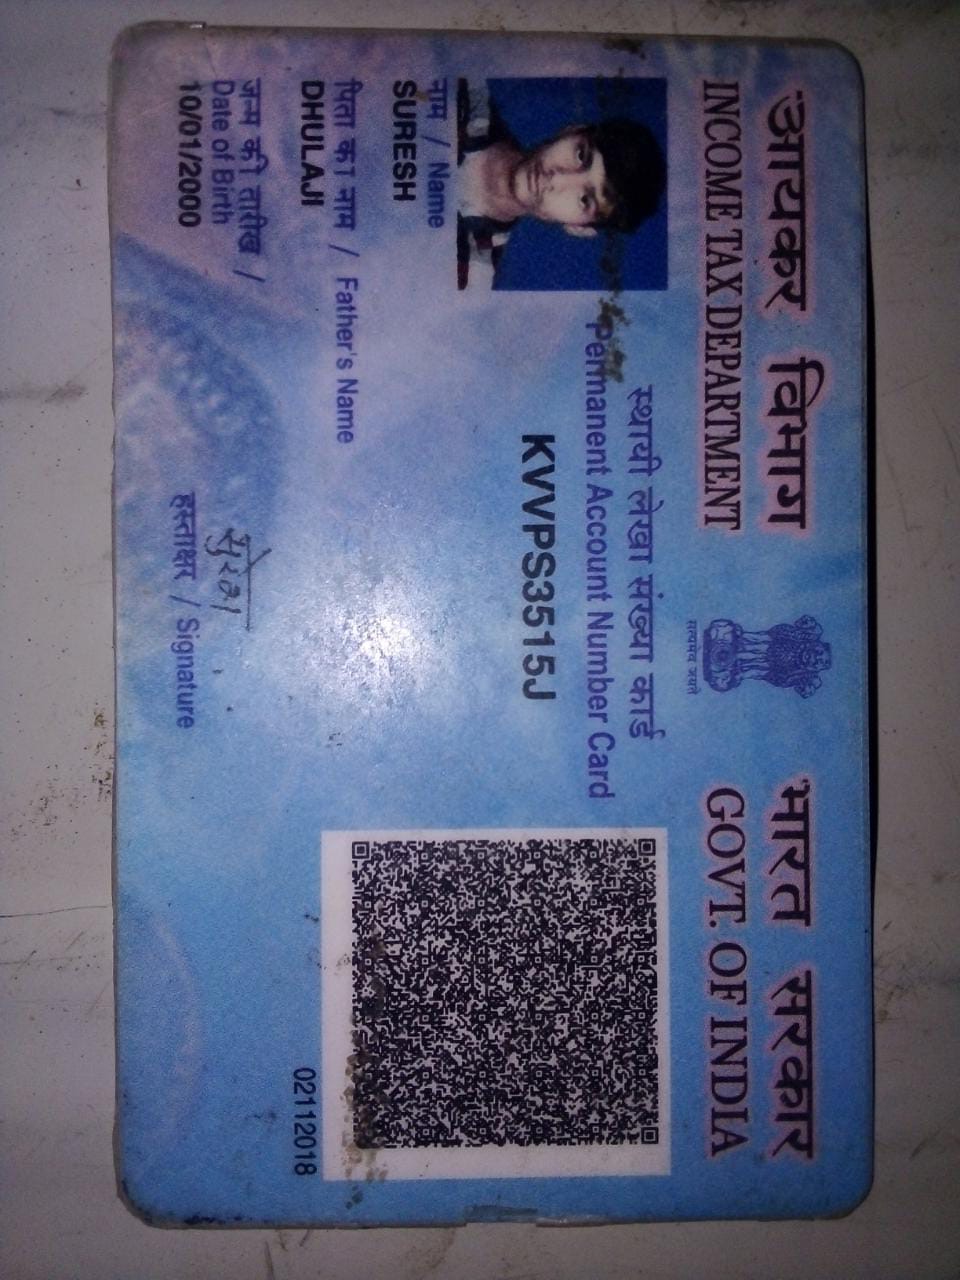 आयकर विभाग
INCOME TAX DEPARTMENT
सत्यमेव जयते
भारत सरकार
GOVT. OF INDIA
स्थायी लेखा संख्या कार्ड
Permanent Account Number Card
KVVPS3515J
नाम / Name
SURESH
पिता का नाम / Father's Name
DHULAJI
जन्म की तारीख /
Date of Birth
10/01/2000
सुरेश
हस्ताक्षर / Signature
02112018